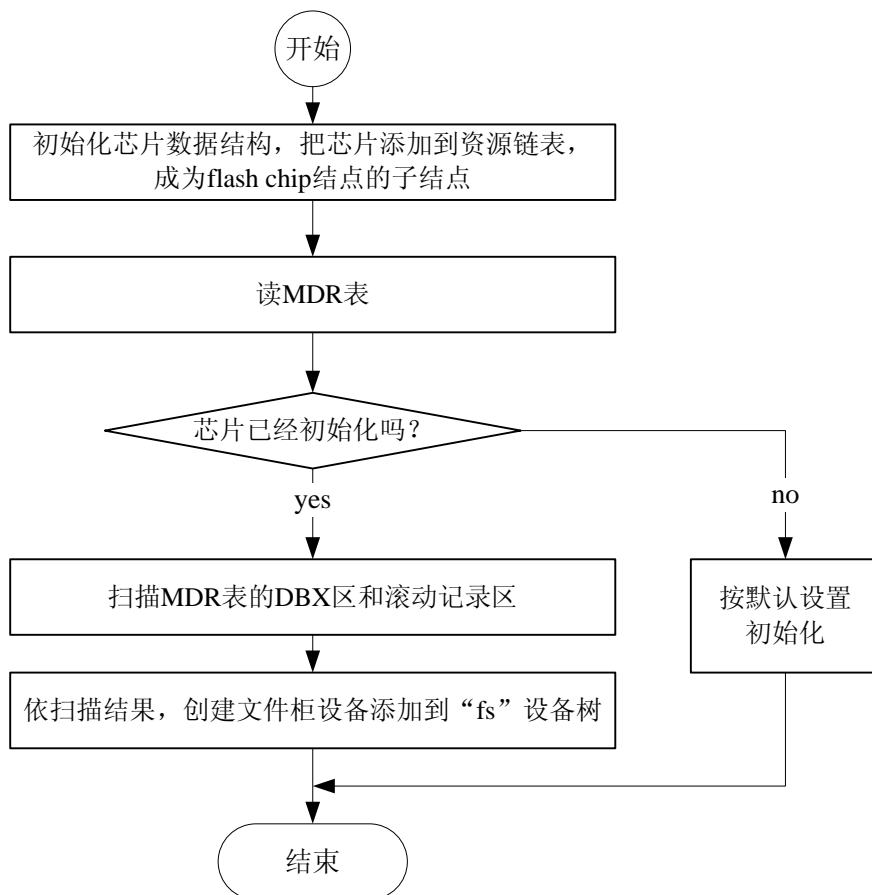 开始
初始化芯片数据结构，把芯片添加到资源链表，
成为flash chip结点的子结点
读MDR表
芯片已经初始化吗？
yes
no
扫描MDR表的DBX区和滚动记录区
按默认设置
初始化
依扫描结果，创建文件柜设备添加到“fs”设备树
结束